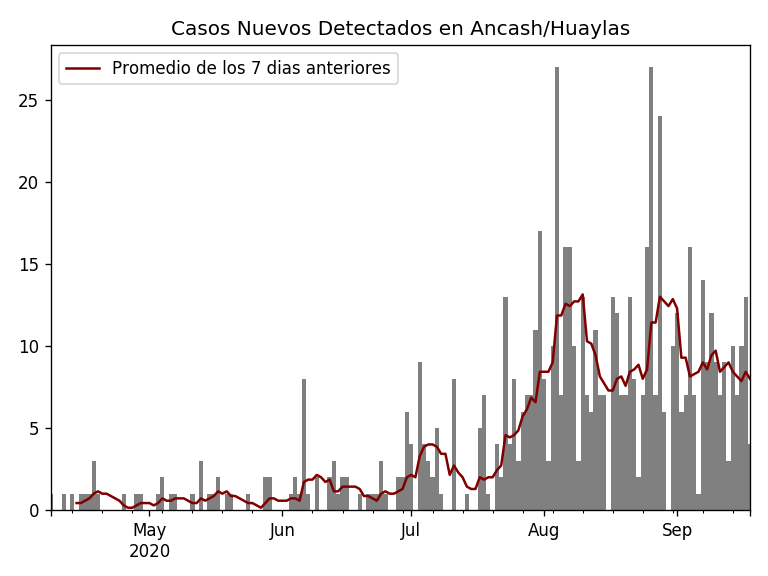 Casos Nuevos Detectados en Ancash/Huaylas
Promedio de los 7 dias anteriores
25
20
15
10
5
0
May Jun Jul Aug Sep
2020